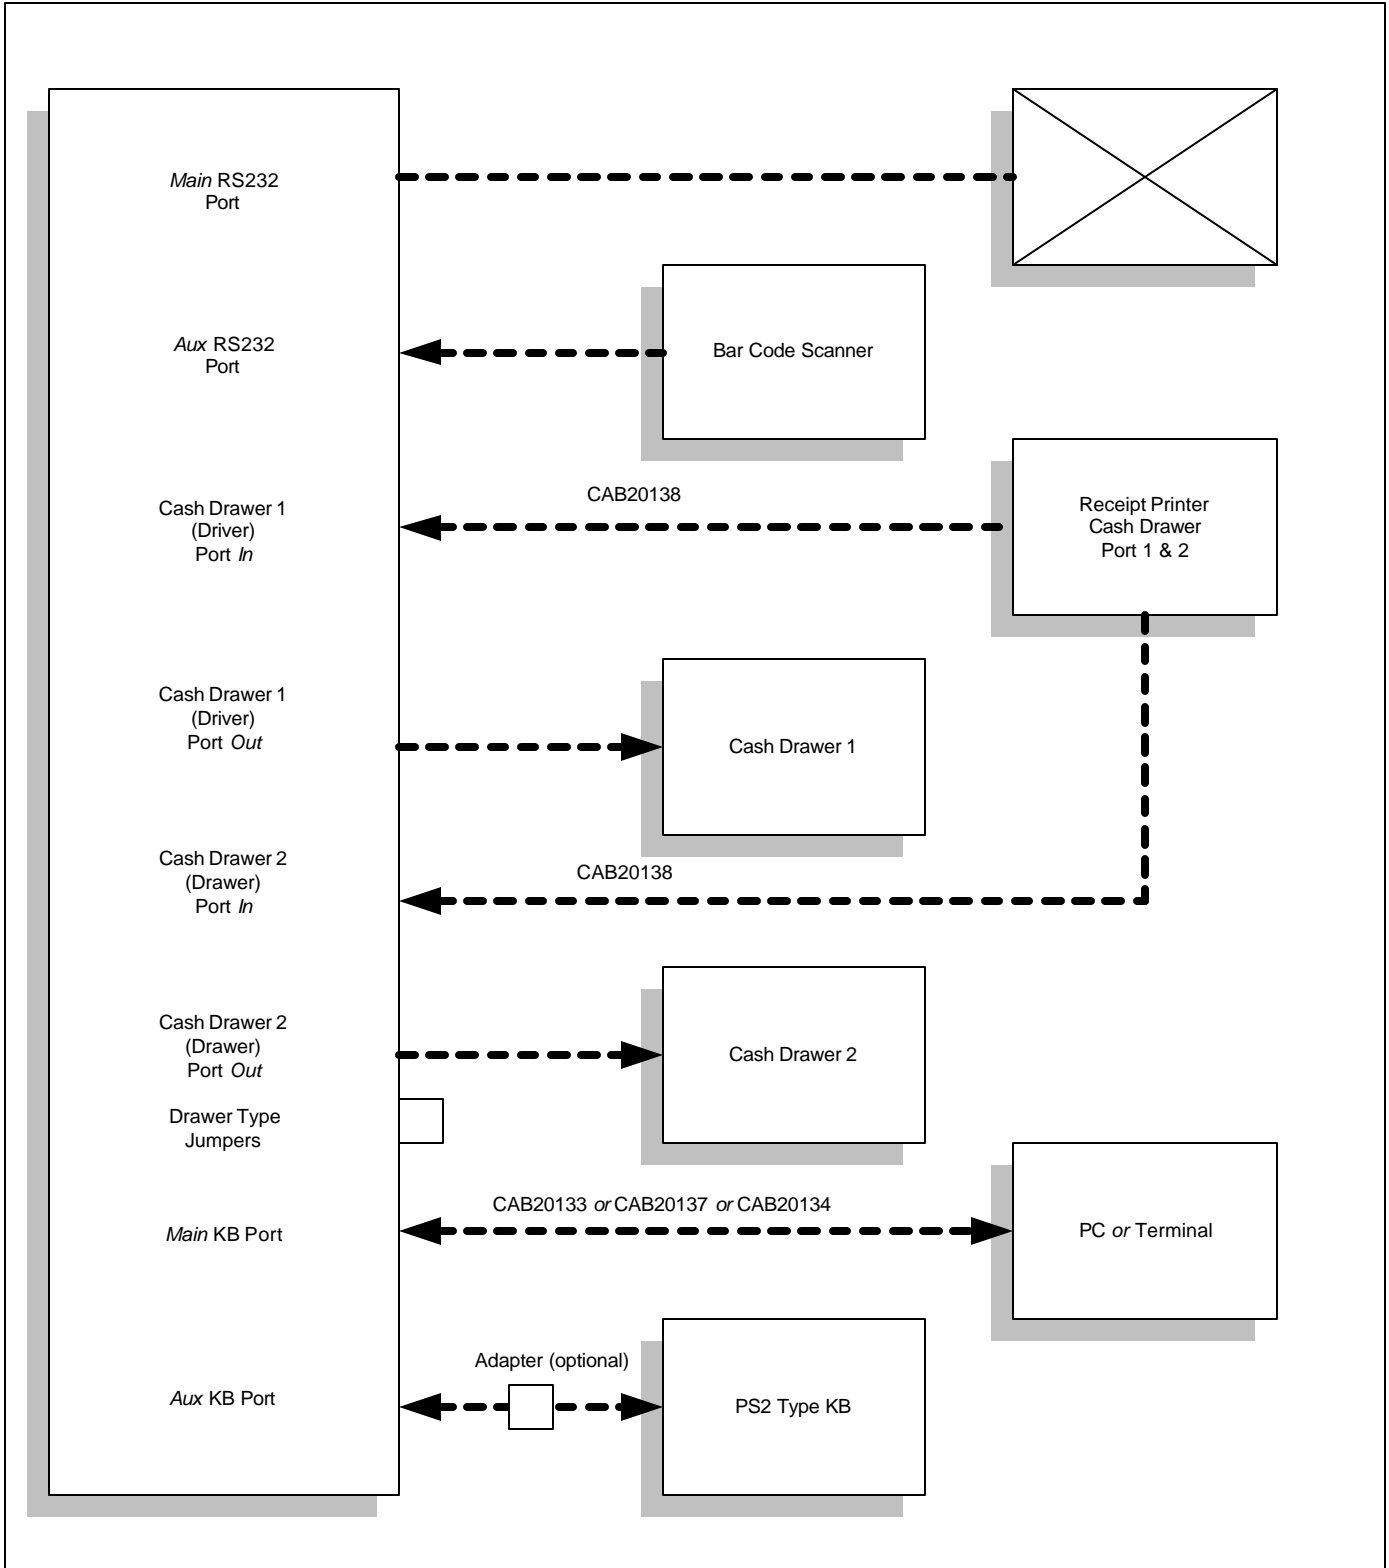 Main RS232
Port
Aux RS232
Port
Bar Code Scanner
CAB20138
Cash Drawer 1
(Driver)
Port In
Receipt Printer
Cash Drawer
Port 1 & 2
Cash Drawer 1
(Driver)
Port Out
Cash Drawer 1
Cash Drawer 2
(Drawer)
Port In
CAB20138
Cash Drawer 2
(Drawer)
Port Out
Cash Drawer 2
Drawer Type
Jumpers
CAB20133 or CAB20137 or CAB20134
Main KB Port
PC or Terminal
Adapter (optional)
Aux KB Port
PS2 Type KB